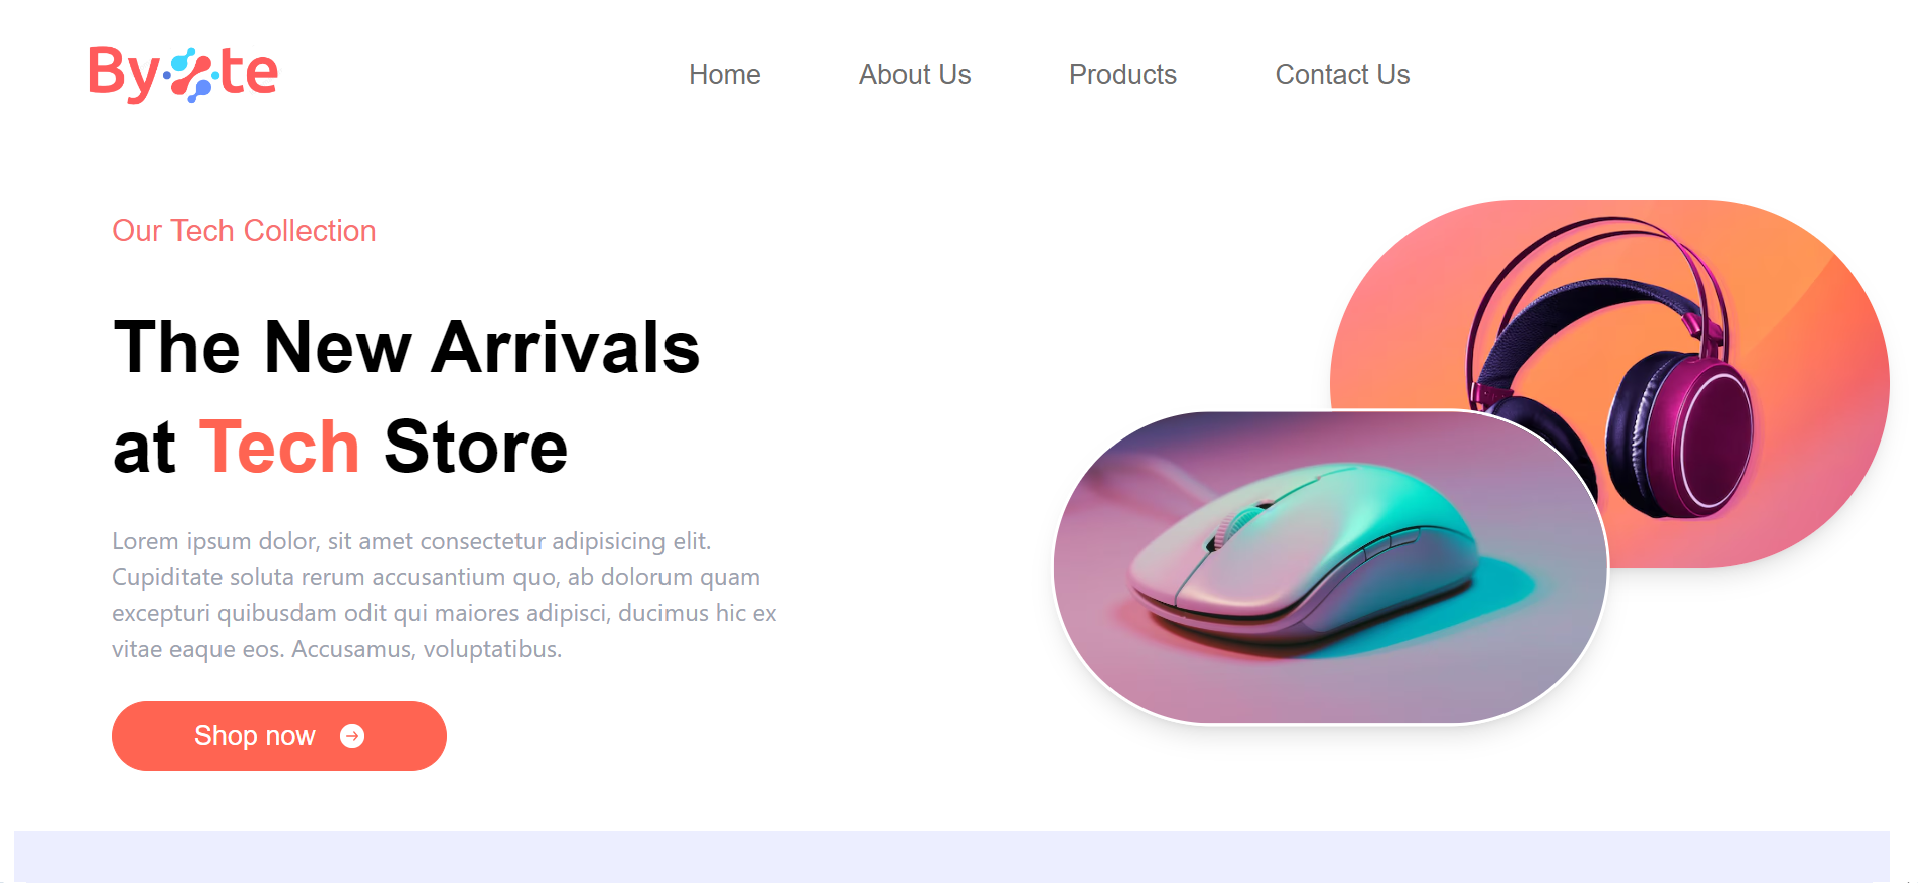 Byte
Home About Us Products Contact Us
Our Tech Collection
The New Arrivals
at Tech Store
Lorem ipsum dolor, sit amet consectetur adipisicing elit.
Cupiditate soluta rerum accusantium quo, ab dolorum quam
excepturi quibusdam odit qui maiores adipisci, ducimus hic ex
vitae eaque eos. Accusamus, voluptatibus.
Shop now